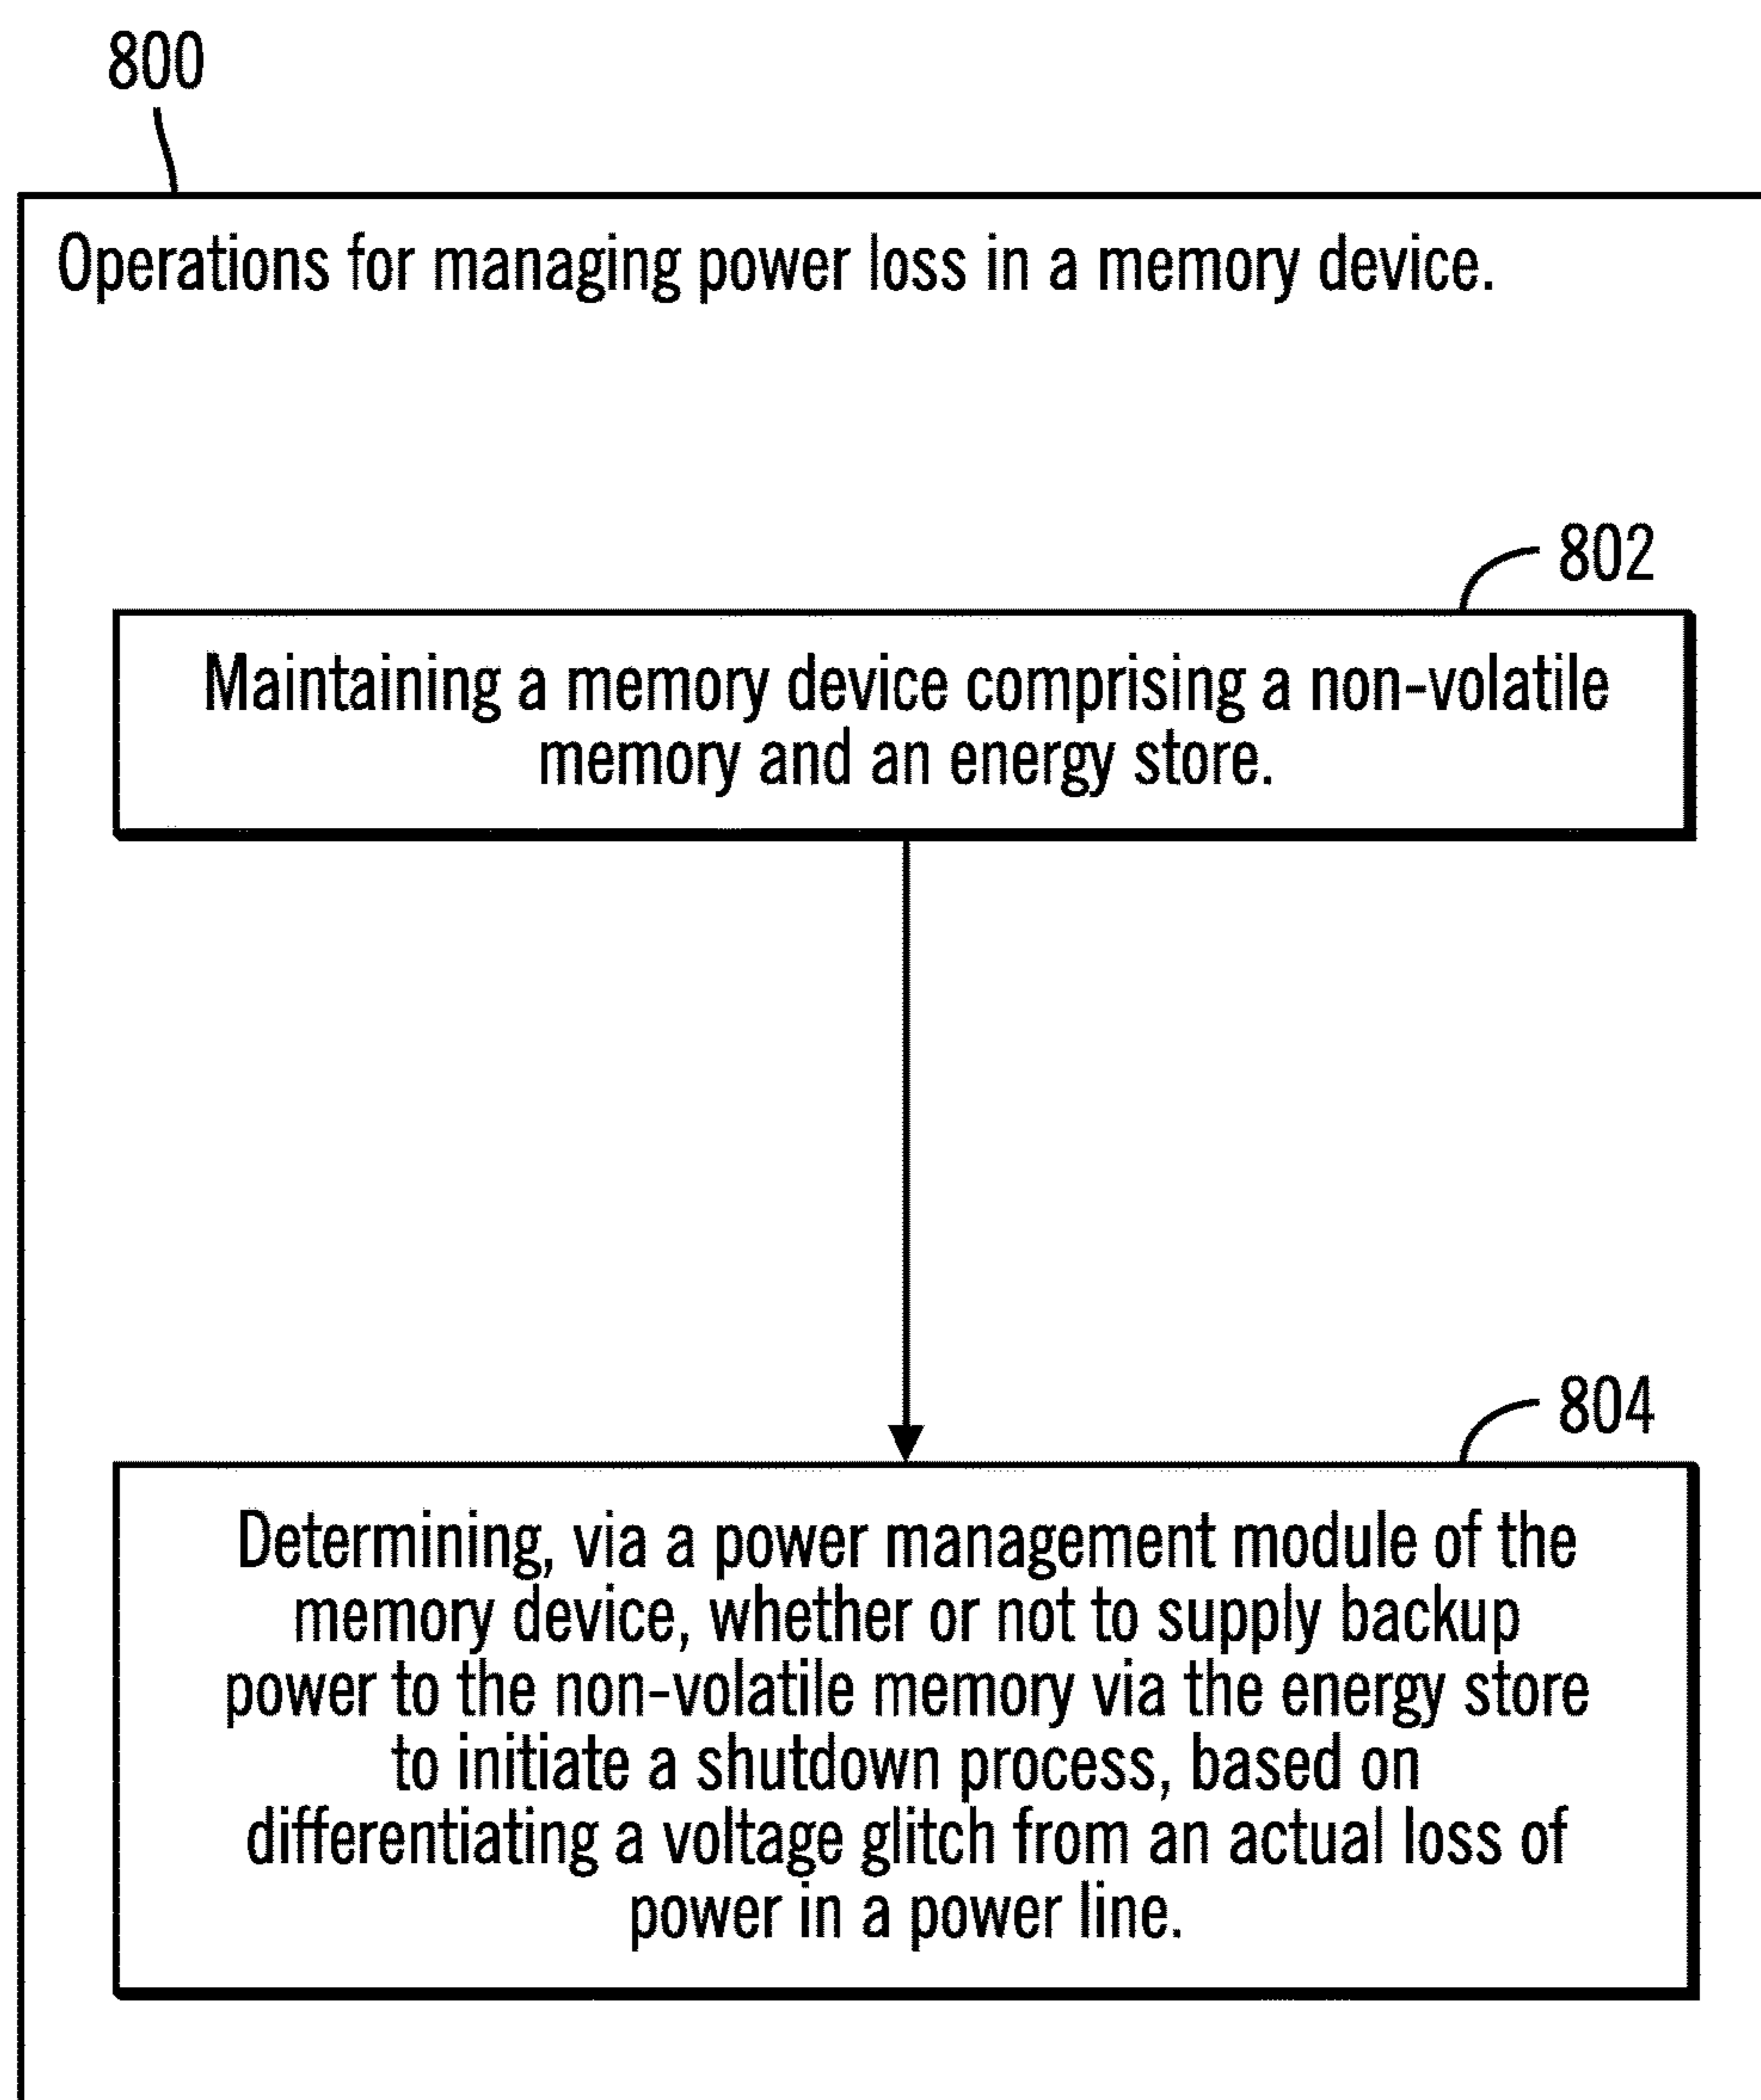 800
Operations for managing power loss in a memory device.
802
Maintaining a memory device comprising a non-volatile
memory and an energy store.
804
Determining, via a power management module of the
memory device, whether or not to supply backup
power to the non-volatile memory via the energy store
to initiate a shutdown process, based on
differentiating a voltage glitch from an actual loss of
power in a power line.